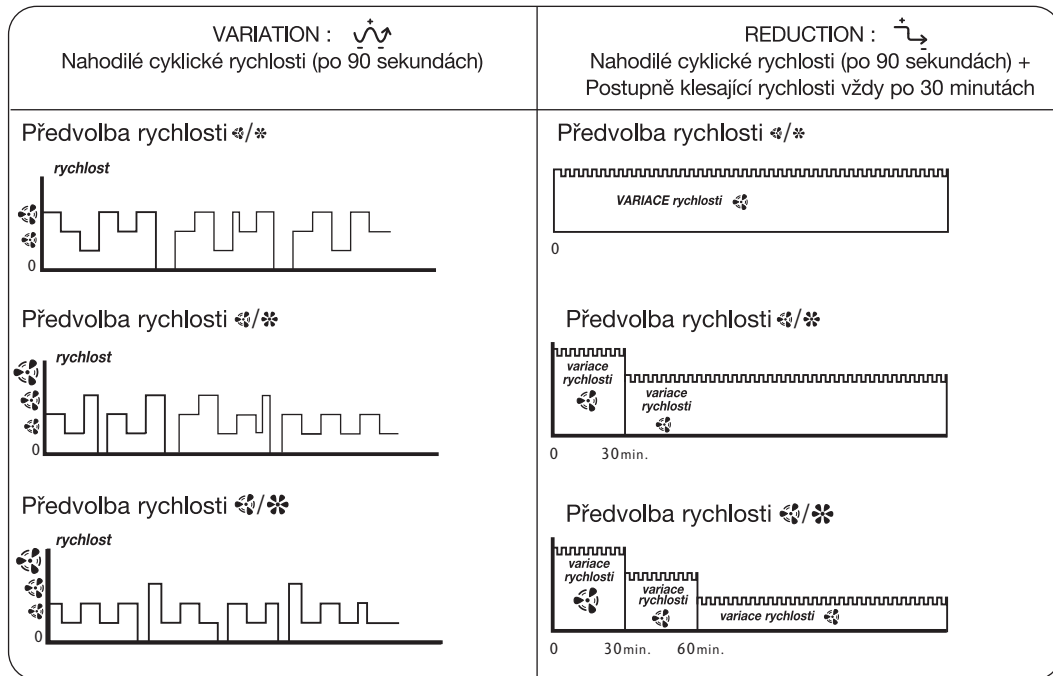 VARIATION :
Nahodilé cyklické rychlosti (po 90 sekundách)
Předvolba rychlosti /
rychlost
0
Předvolba rychlosti /
rychlost
0
Předvolba rychlosti /
rychlost
0
REDUCTION :
Nahodilé cyklické rychlosti (po 90 sekundách) +
Postupně klesající rychlosti vždy po 30 minutách
Předvolba rychlosti /
VARIACE rychlosti
0
Předvolba rychlosti /
variace
rychlosti
variace
rychlosti
0 30min.
Předvolba rychlosti /
variace
rychlosti
variace
rychlosti
variace rychlosti
0 30min. 60min.